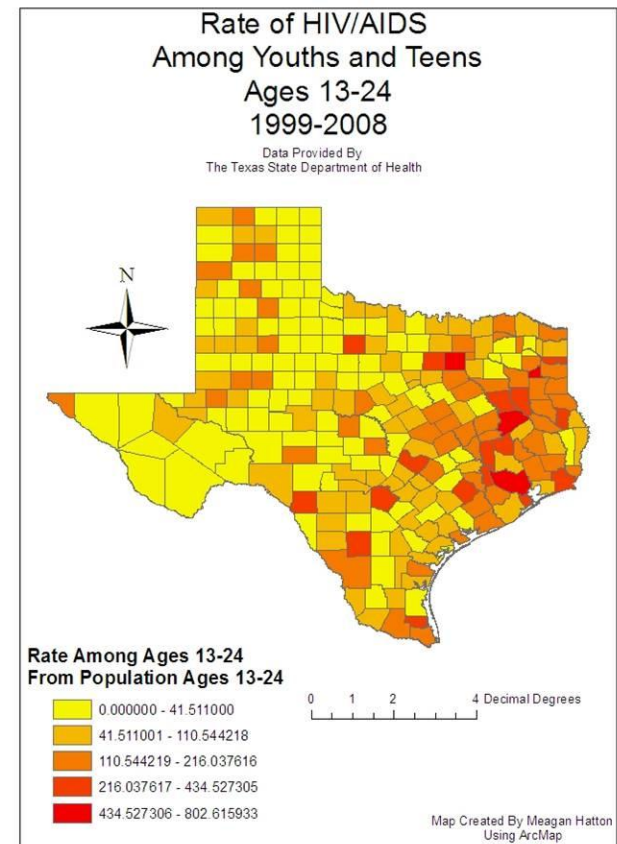 Rate of HIV/AIDS
Among Youths and Teens
Ages 13-24
1999-2008
Data Provided By
The Texas State Department of Health
N
Rate Among Ages 13-24
From Population Ages 13-24
0.000000 - 41.511000
41.511001 - 110.544218
110.544219 - 216.037616
216.037617 - 434.527305
434.527306 - 802.615933
0 1 2 4 Decimal Degrees
Map Created By Meagan Hatton
Using ArcMap